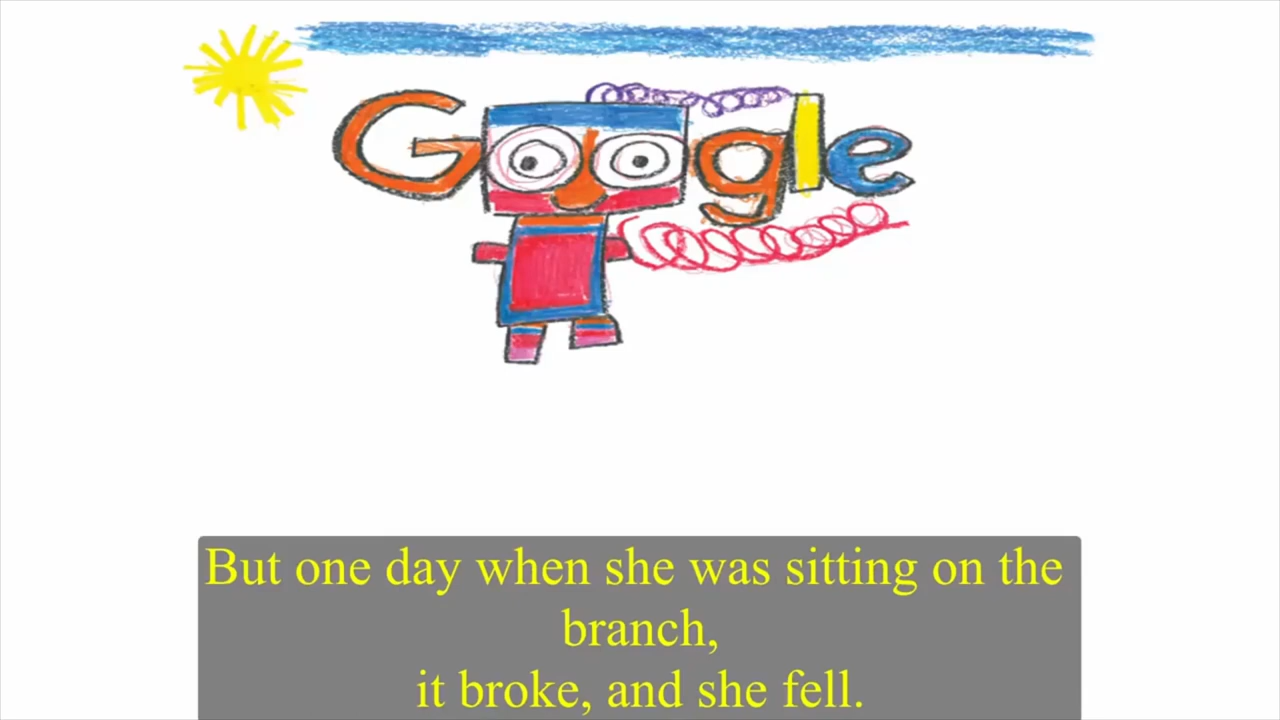 Google
But one day when she was sitting on the
branch,
it broke, and she fell.